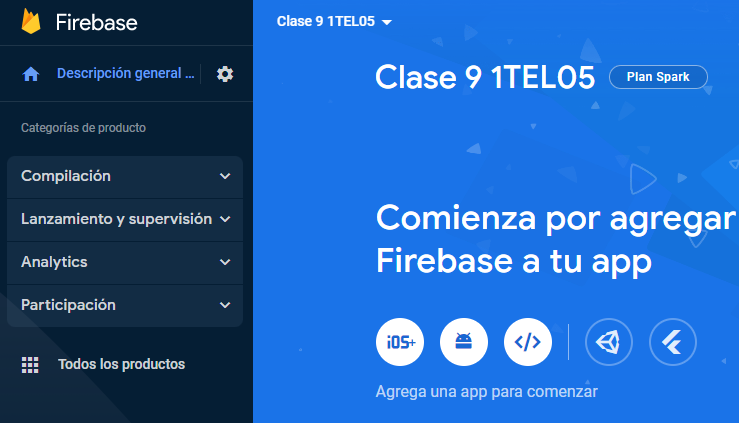 Firebase
Clase 9 1TEL05
Descripción general ...
Clase 9 1TEL05
Plan Spark
Categorías de producto
Compilación
Lanzamiento y supervisión
Analytics
Participación
Todos los productos
Comienza por agregar
Firebase a tu app
iOS+
</>
Agrega una app para comenzar